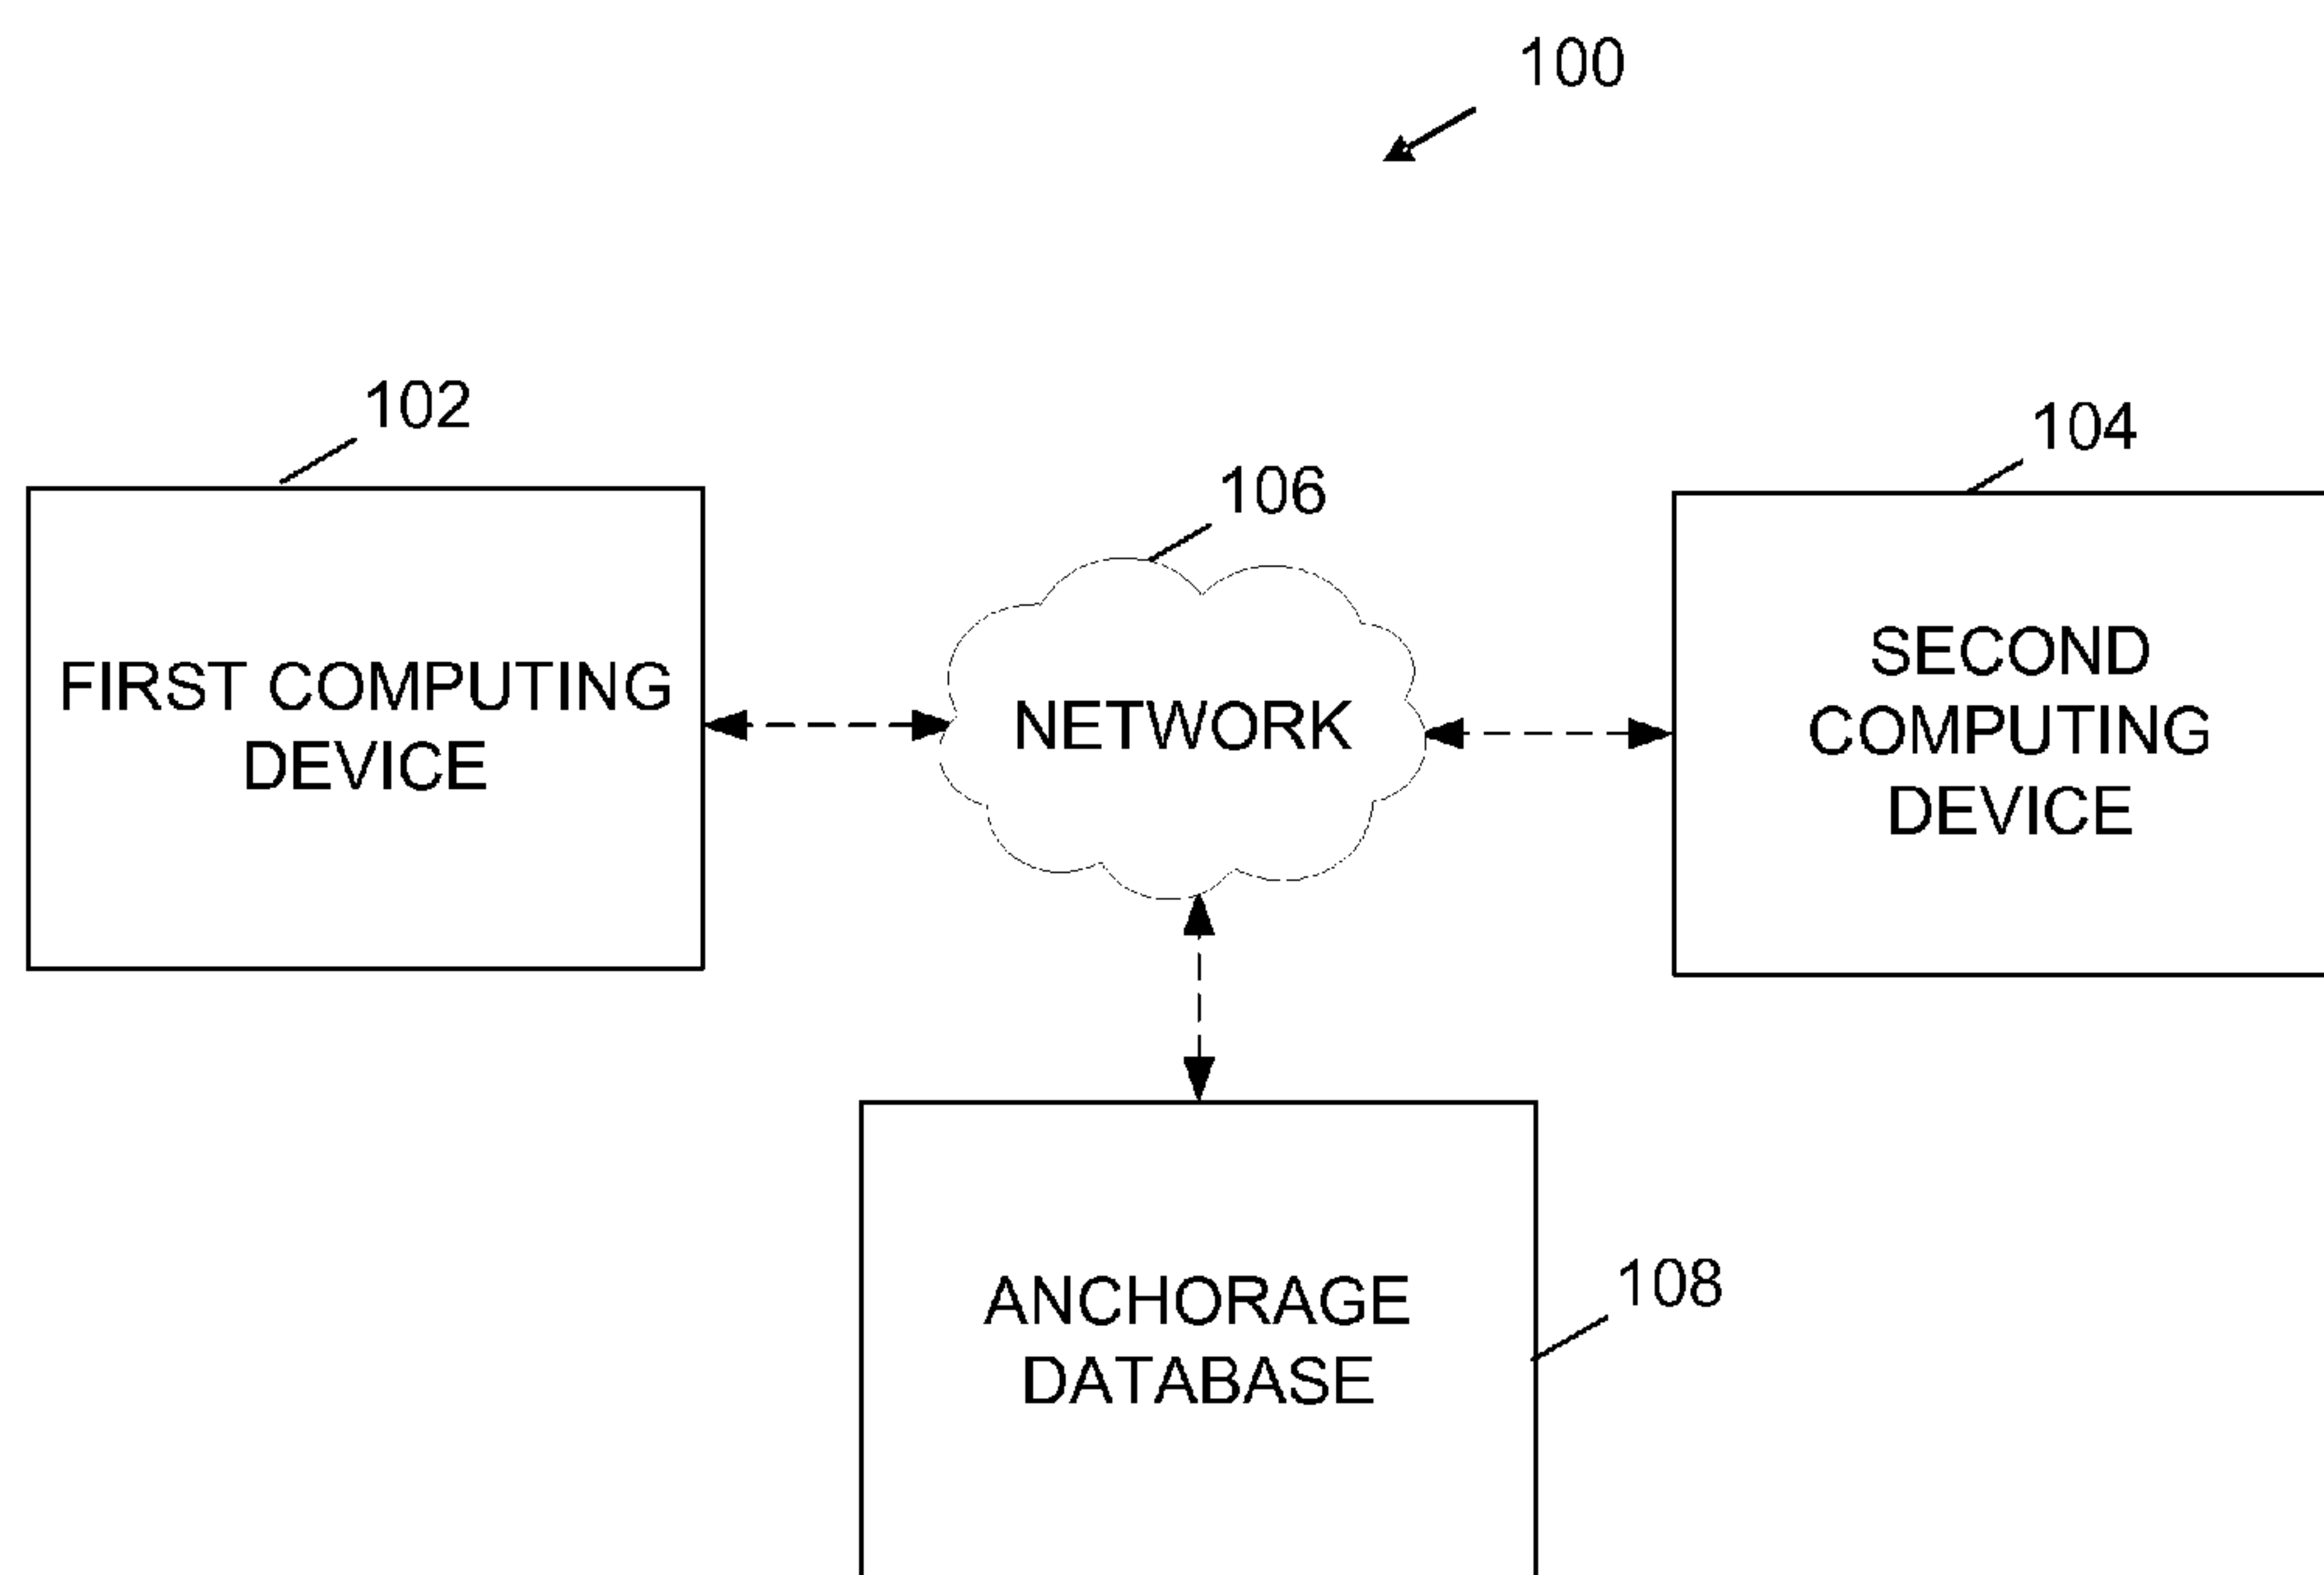 100
102
104
106
FIRST COMPUTING
DEVICE
NETWORK
SECOND
COMPUTING
DEVICE
ANCHORAGE
DATABASE
108